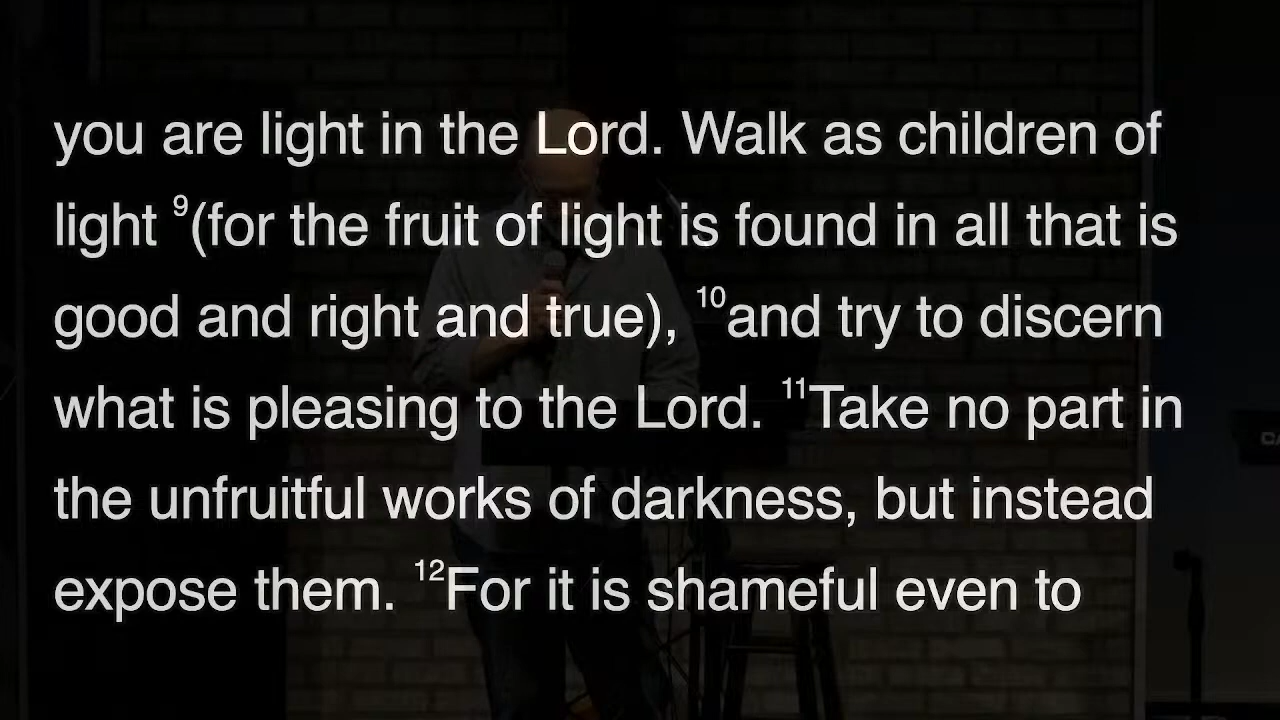 you are light in the Lord. Walk as children of
light ⁹(for the fruit of light is found in all that is
good and right and true), ¹⁰and try to discern
what is pleasing to the Lord. ¹¹Take no part in
the unfruitful works of darkness, but instead
expose them. ¹²For it is shameful even to